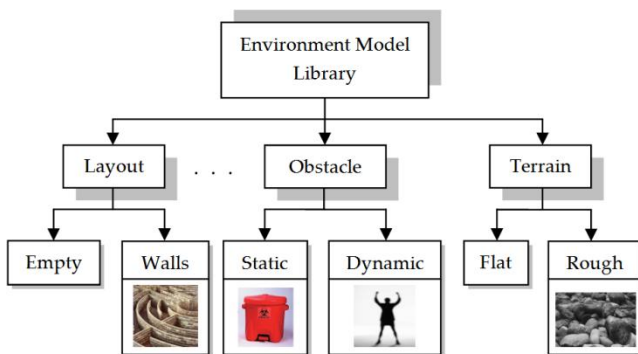 Environment Model
Library
Layout
. . .
Obstacle
Terrain
Empty
Walls
Static
Dynamic
Flat
Rough